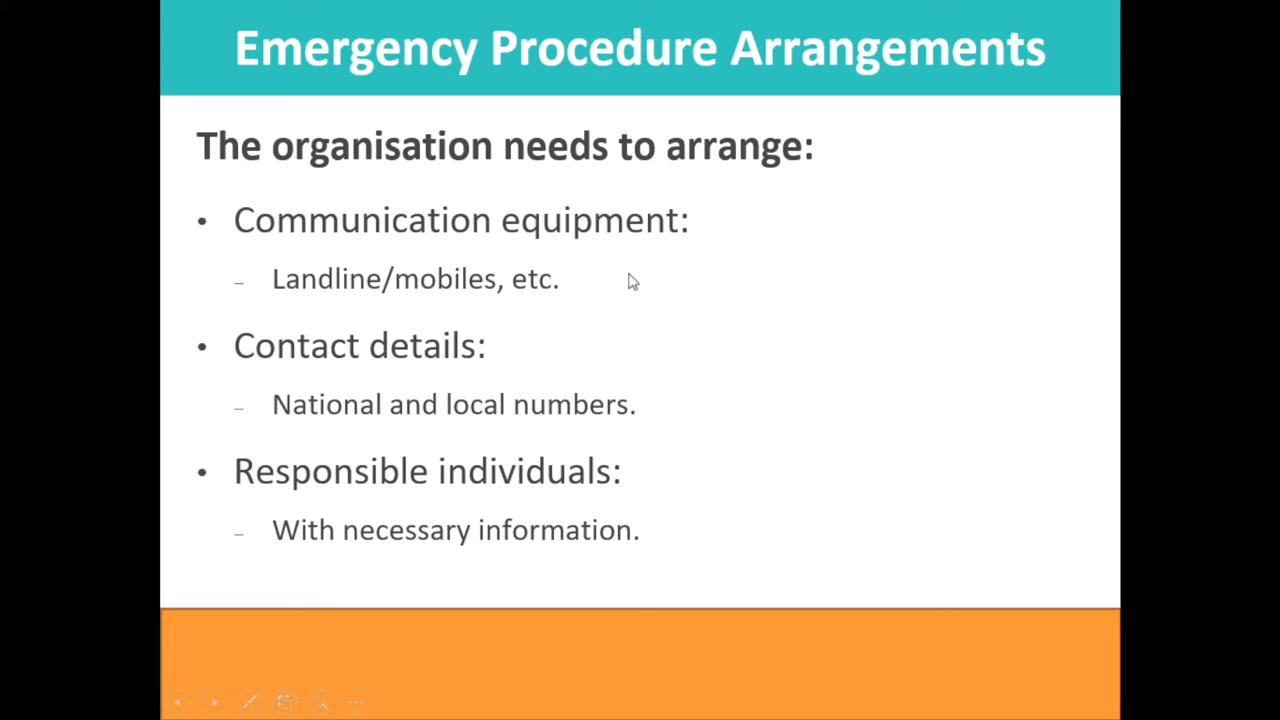 Emergency Procedure Arrangements
The organisation needs to arrange:
• Communication equipment:
– Landline/mobiles, etc.
• Contact details:
– National and local numbers.
• Responsible individuals:
– With necessary information.